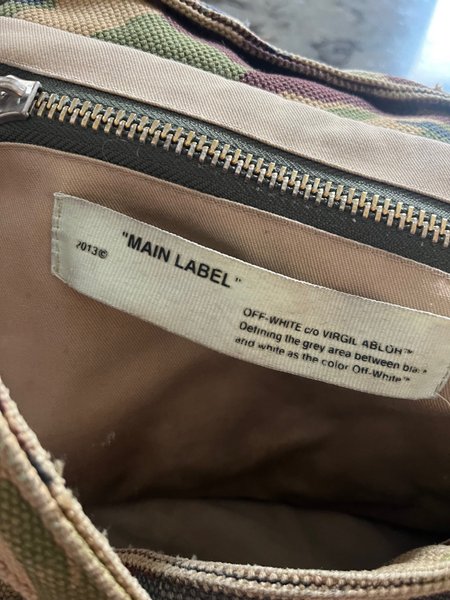 2013©
"MAIN LABEL"
OFF-WHITE c/o VIRGIL ABLOH™
Defining the grey area between black
and white as the color Off-White™